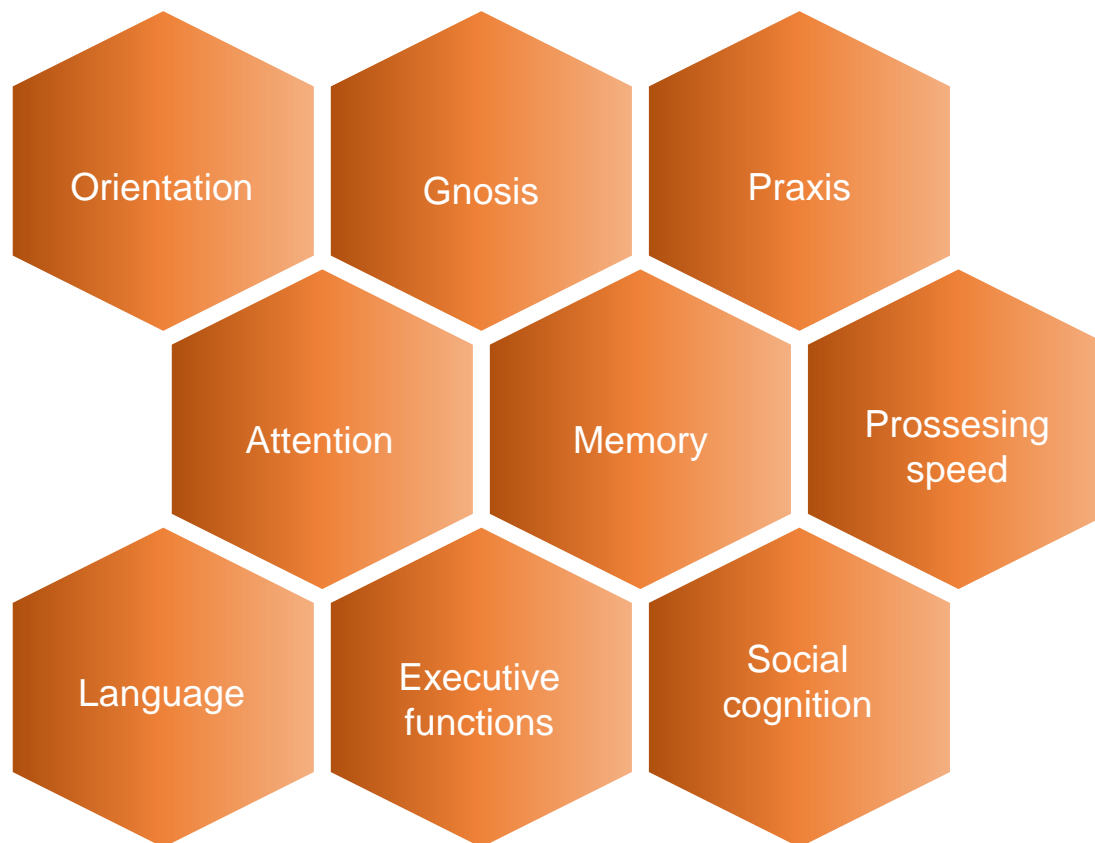 Orientation
Gnosis
Praxis
Attention
Memory
Prossesing
speed
Language
Executive
functions
Social
cognition